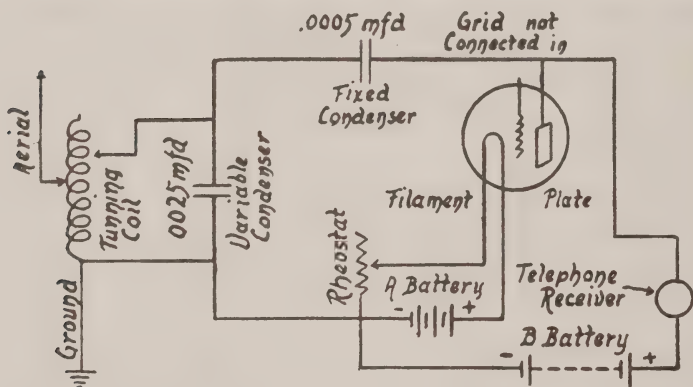 .0005 mfd
Grid not
Connected in
Fixed
Condenser
Aerial
Tunning
Coil
.0025 mfd
Variable
Condenser
Filament
Plate
Rheostat
A Battery
- +
Telephone
Receiver
B Battery
- +
Ground